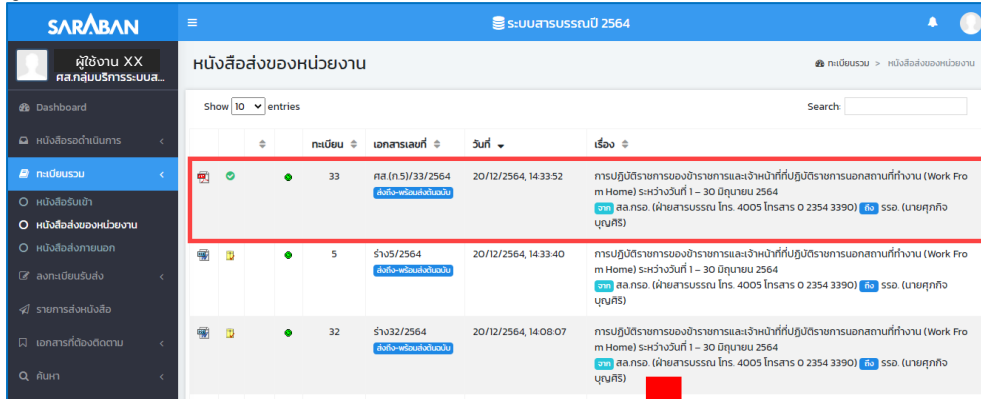 SARABAN
ระบบสารบรรณปี 2564
ผู้ใช้งาน XX
ศส.กลุ่มบริการระบบส...
หนังสือส่งของหน่วยงาน
ทะเบียนรวม > หนังสือส่งของหน่วยงาน
Dashboard
หนังสือรอดำเนินการ
ทะเบียนรวม
หนังสือรับเข้า
หนังสือส่งของหน่วยงาน
หนังสือส่งภายนอก
ลงทะเบียนรับส่ง
รายการส่งหนังสือ
เอกสารที่ต้องติดตาม
ค้นหา
Show 10 entries
Search:
ทะเบียน เอกสารเลขที่ วันที่ เรื่อง
33 ศส.(ก.5)/33/2564 20/12/2564, 14:33:52 การปฏิบัติราชการของข้าราชการและเจ้าหน้าที่ที่ปฏิบัติราชการนอกสถานที่ทำงาน (Work Fro
ส่งถึง-พร้อมส่งต้นฉบับ m Home) ระหว่างวันที่ 1 – 30 มิถุนายน 2564
จาก สล.กรอ. (ฝ่ายสารบรรณ โทร. 4005 โทรสาร 0 2354 3390) ถึง รรอ. (นายศุภกิจ
บุญศิริ)
5 ร่าง5/2564 20/12/2564, 14:33:40 การปฏิบัติราชการของข้าราชการและเจ้าหน้าที่ที่ปฏิบัติราชการนอกสถานที่ทำงาน (Work Fro
ส่งถึง-พร้อมส่งต้นฉบับ m Home) ระหว่างวันที่ 1 – 30 มิถุนายน 2564
จาก สล.กรอ. (ฝ่ายสารบรรณ โทร. 4005 โทรสาร 0 2354 3390) ถึง รรอ. (นายศุภกิจ
บุญศิริ)
32 ร่าง32/2564 20/12/2564, 14:08:07 การปฏิบัติราชการของข้าราชการและเจ้าหน้าที่ที่ปฏิบัติราชการนอกสถานที่ทำงาน (Work Fro
ส่งถึง-พร้อมส่งต้นฉบับ m Home) ระหว่างวันที่ 1 – 30 มิถุนายน 2564
จาก สล.กรอ. (ฝ่ายสารบรรณ โทร. 4005 โทรสาร 0 2354 3390) ถึง รรอ. (นายศุภกิจ
บุญศิริ)